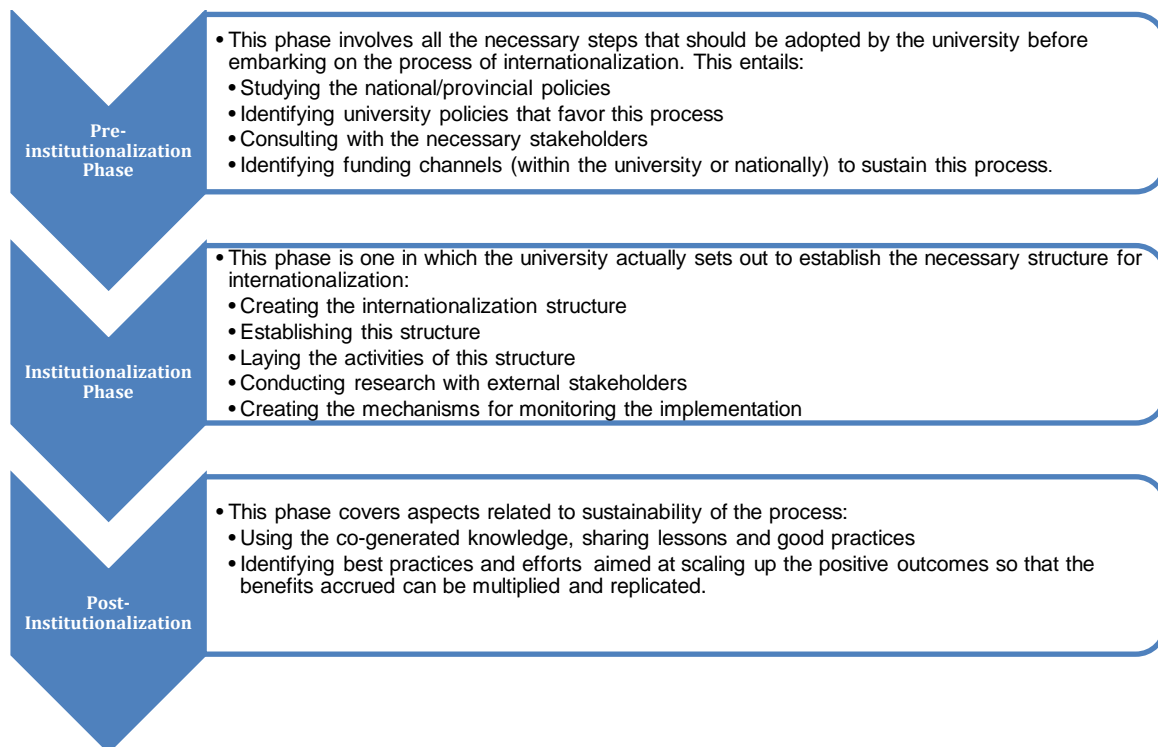 Pre-
institutionalization
Phase
• This phase involves all the necessary steps that should be adopted by the university before
embarking on the process of internationalization. This entails:
• Studying the national/provincial policies
• Identifying university policies that favor this process
• Consulting with the necessary stakeholders
• Identifying funding channels (within the university or nationally) to sustain this process.
Institutionalization
Phase
• This phase is one in which the university actually sets out to establish the necessary structure for
internationalization:
• Creating the internationalization structure
• Establishing this structure
• Laying the activities of this structure
• Conducting research with external stakeholders
• Creating the mechanisms for monitoring the implementation
Post-
Institutionalization
• This phase covers aspects related to sustainability of the process:
• Using the co-generated knowledge, sharing lessons and good practices
• Identifying best practices and efforts aimed at scaling up the positive outcomes so that the
benefits accrued can be multiplied and replicated.